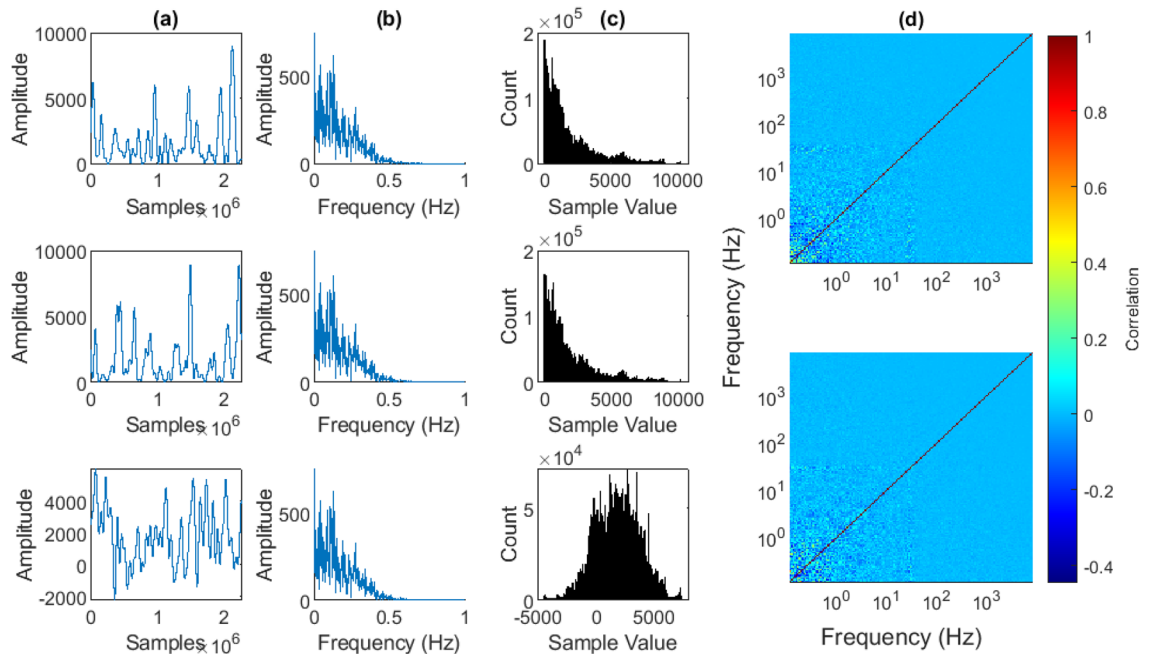 (a) (b) (c) (d)
Amplitude
10000
5000
0
0 1 2
Samples ×10^6
Amplitude
500
0
0 0.5 1
Frequency (Hz)
×10^5
Count
2
1
0
0 5000 10000
Sample Value
Amplitude
10000
5000
0
0 1 2
Samples ×10^6
Amplitude
500
0
0 0.5 1
Frequency (Hz)
×10^5
Count
2
1
0
0 5000 10000
Sample Value
Amplitude
4000
2000
0
-2000
0 1 2
Samples ×10^6
Amplitude
500
0
0 0.5 1
Frequency (Hz)
×10^4
Count
5
0
-5000 0 5000
Sample Value
Frequency (Hz)
10^3
10^2
10^1
10^0
10^0 10^1 10^2 10^3
10^3
10^2
10^1
10^0
10^0 10^1 10^2 10^3
Frequency (Hz)
1
0.8
0.6
0.4
0.2
0
-0.2
-0.4
Correlation